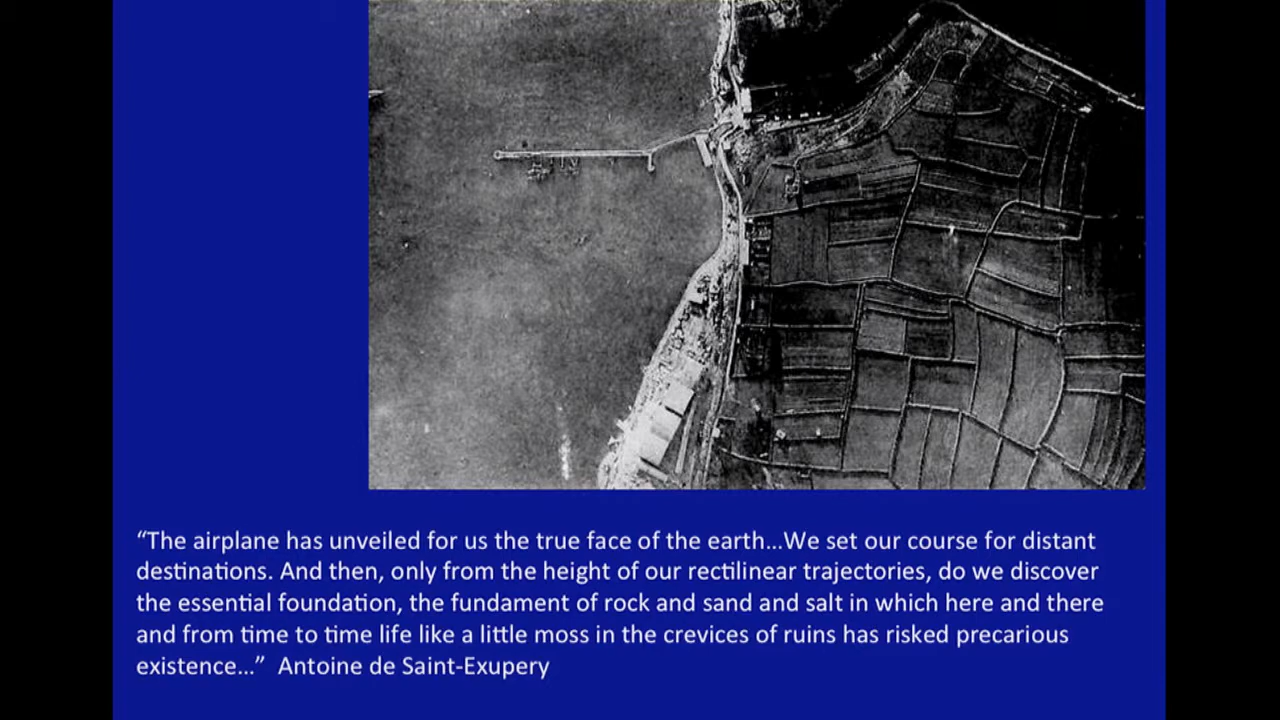 “The airplane has unveiled for us the true face of the earth…We set our course for distant
destinations. And then, only from the height of our rectilinear trajectories, do we discover
the essential foundation, the fundament of rock and sand and salt in which here and there
and from time to time life like a little moss in the crevices of ruins has risked precarious
existence…”  Antoine de Saint-Exupery